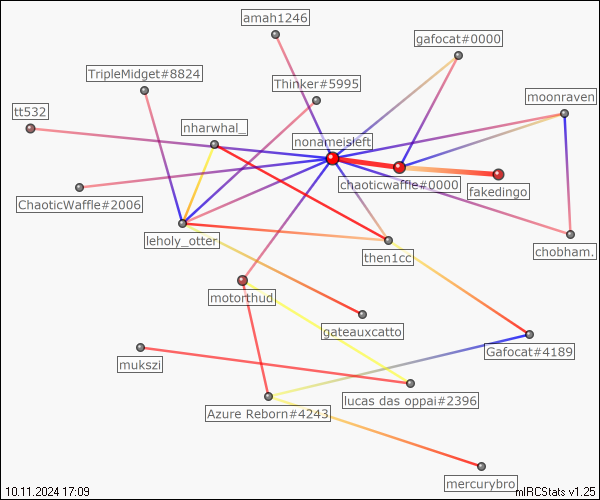 amah1246
gafocat#0000
TripleMidget#8824
Thinker#5995
moonraven
tt532
nharwhal_
nonameisleft
chaoticwaffle#0000
fakedingo
ChaoticWaffle#2006
leholy_otter
then1cc
chobham.
motorthud
gateauxcatto
Gafocat#4189
mukszi
lucas das oppai#2396
Azure Reborn#4243
mercurybro
10.11.2024 17:09
mIRCStats v1.25